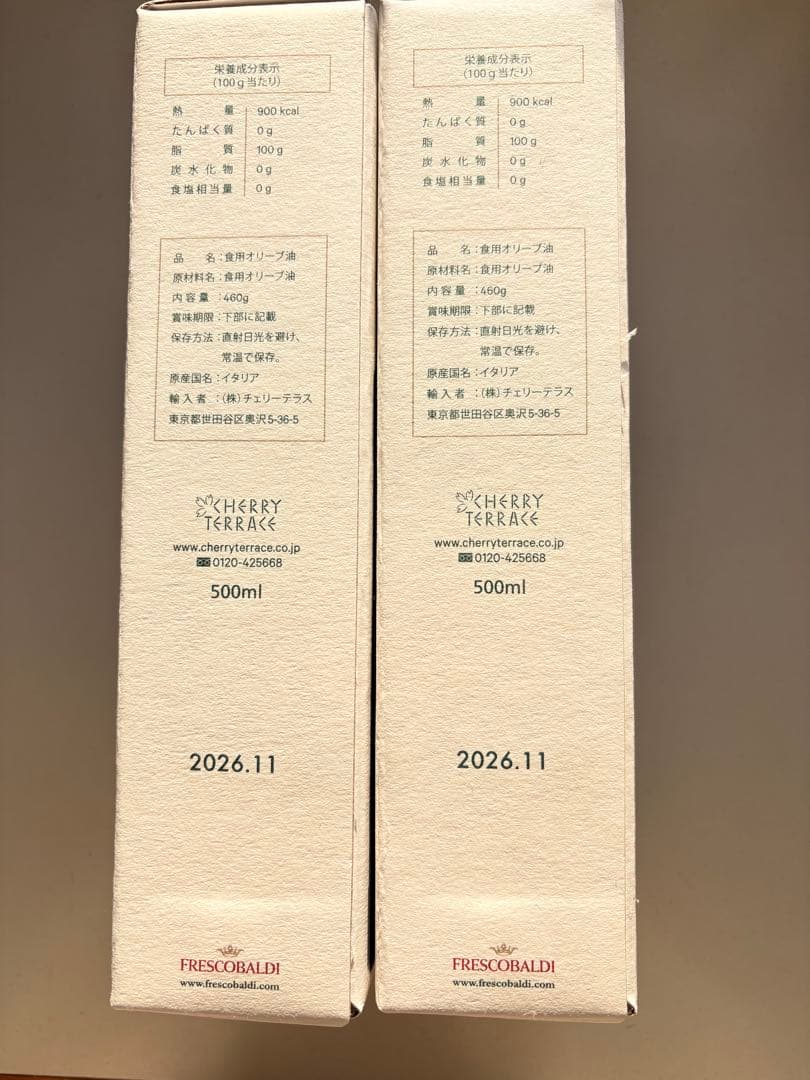 栄養成分表示
(100g当たり)
熱量 900 kcal
たんぱく質 0g
脂質 100g
炭水化物 0g
食塩相当量 0g
品名：食用オリーブ油
原材料名：食用オリーブ油
内容量：460g
賞味期限：下部に記載
保存方法：直射日光を避け、
常温で保存。
原産国名：イタリア
輸入者：(株)チェリーテラス
東京都世田谷区奥沢5-36-5
CHERRY
TERRACE
www.cherryterrace.co.jp
0120-425668
500ml
2026.11
FRESCOBALDI
www.frescobaldi.com
栄養成分表示
(100g当たり)
熱量 900 kcal
たんぱく質 0g
脂質 100g
炭水化物 0g
食塩相当量 0g
品名：食用オリーブ油
原材料名：食用オリーブ油
内容量：460g
賞味期限：下部に記載
保存方法：直射日光を避け、
常温で保存。
原産国名：イタリア
輸入者：(株)チェリーテラス
東京都世田谷区奥沢5-36-5
CHERRY
TERRACE
www.cherryterrace.co.jp
0120-425668
500ml
2026.11
FRESCOBALDI
www.frescobaldi.com